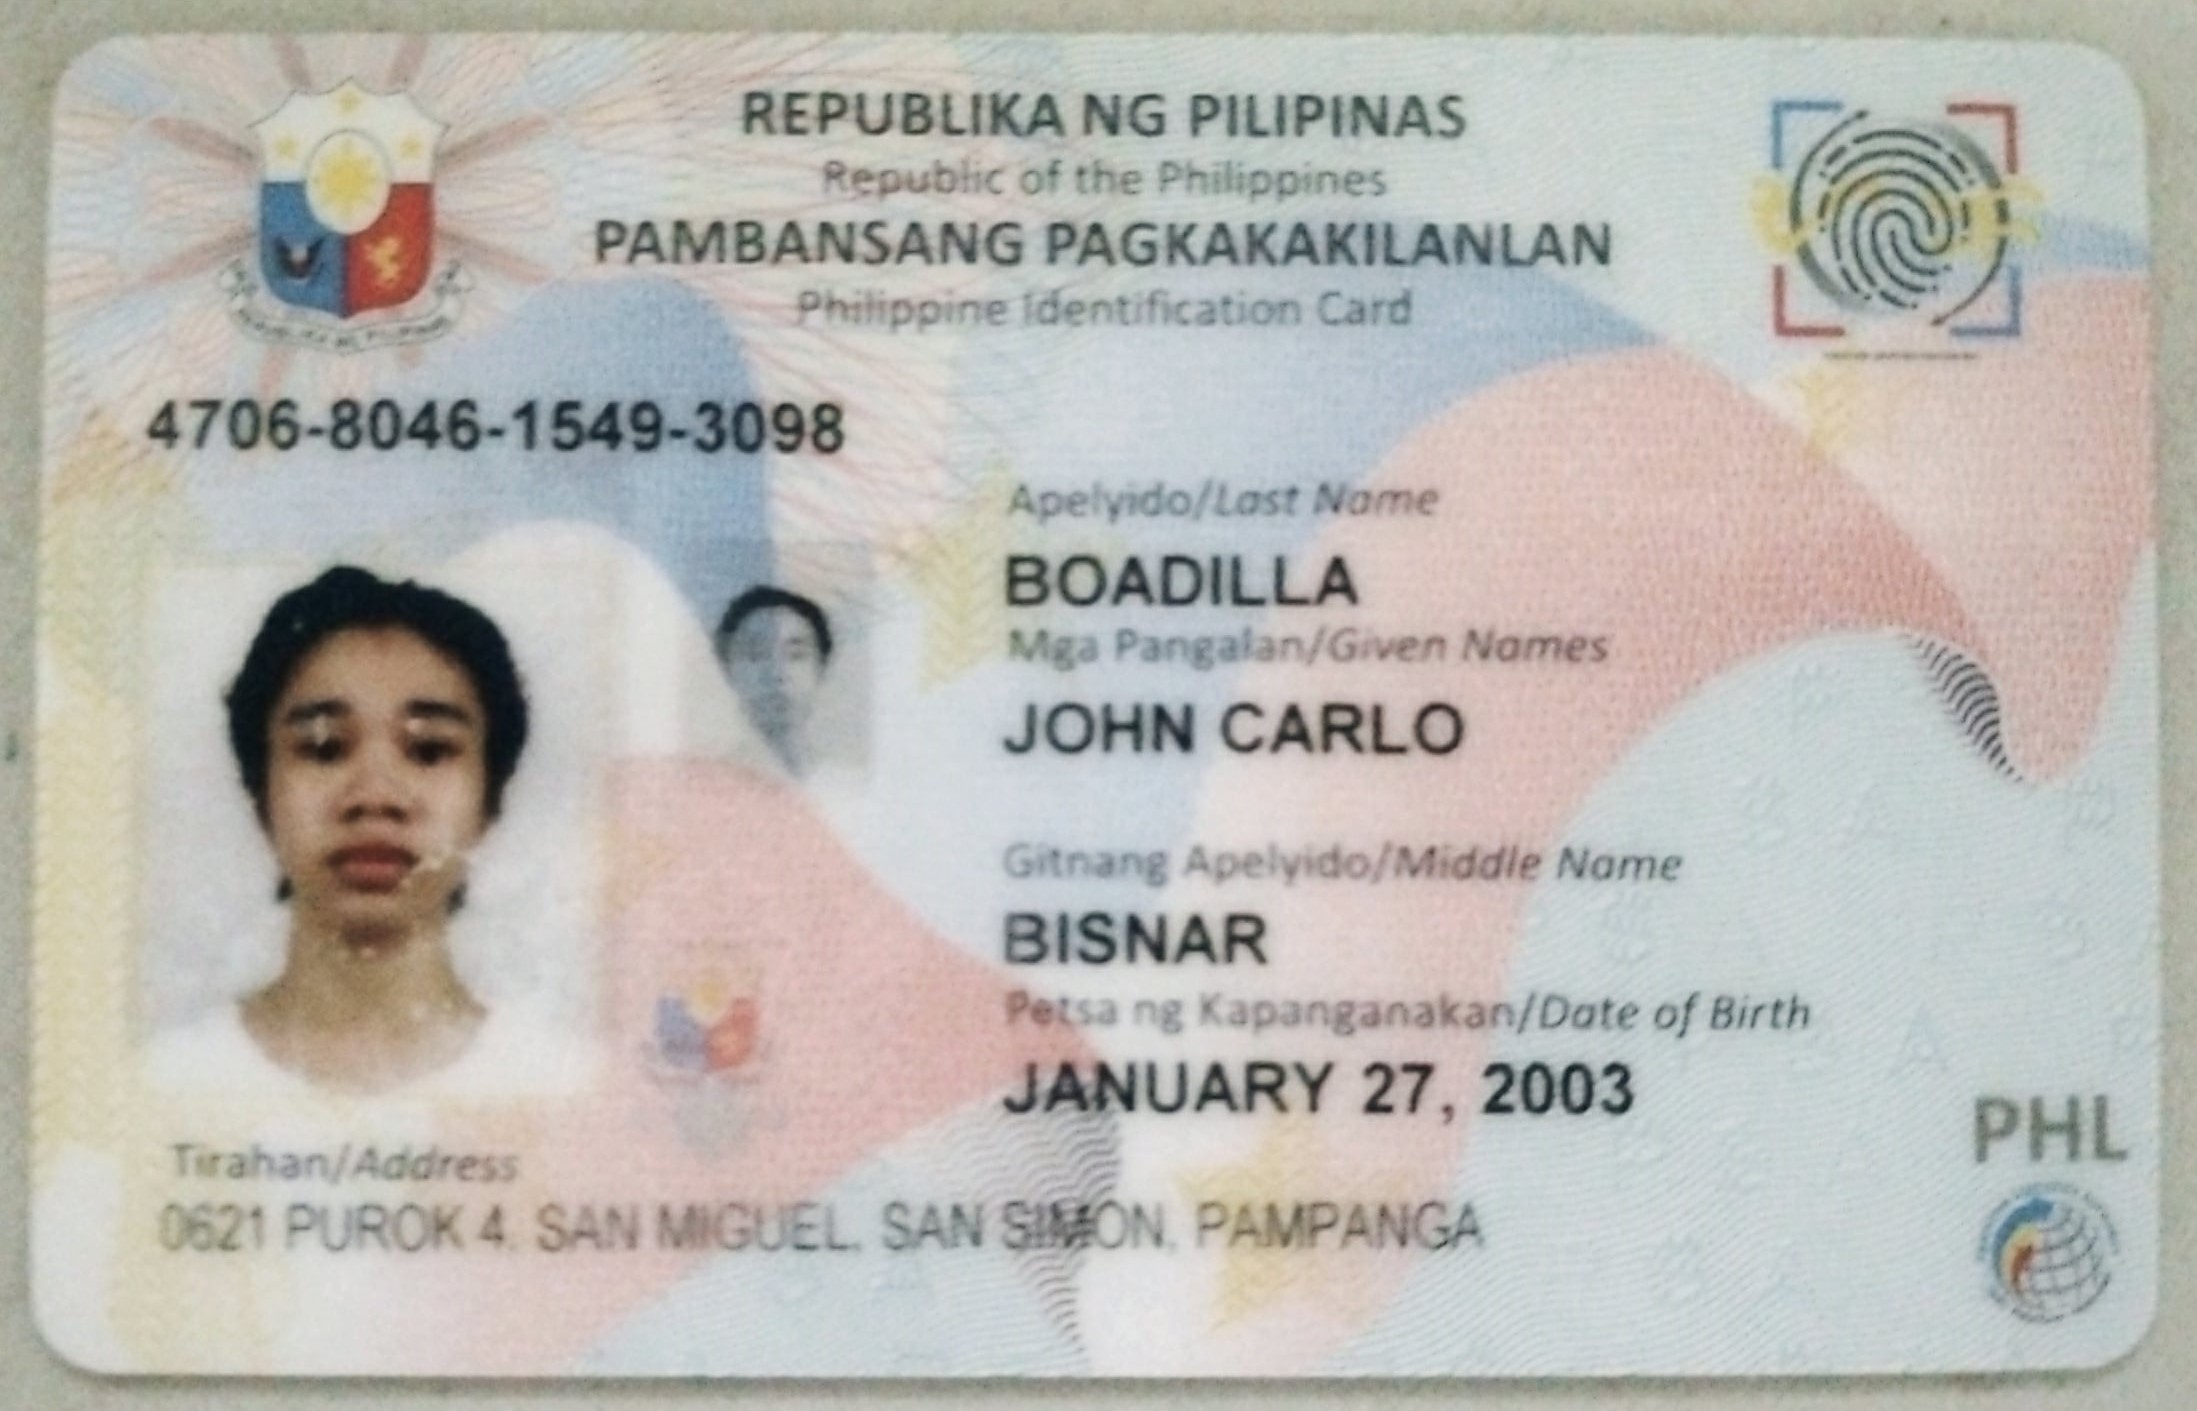 REPUBLIKA NG PILIPINAS
Republic of the Philippines
PAMBANSANG PAGKAKAKILANLAN
Philippine Identification Card
4706-8046-1549-3098
Apelyido/Last Name
BOADILLA
Mga Pangalan/Given Names
JOHN CARLO
Gitnang Apelyido/Middle Name
BISNAR
Petsa ng Kapanganakan/Date of Birth
JANUARY 27, 2003
PHL
Tirahan/Address
0621 PUROK 4, SAN MIGUEL, SAN SIMON, PAMPANGA